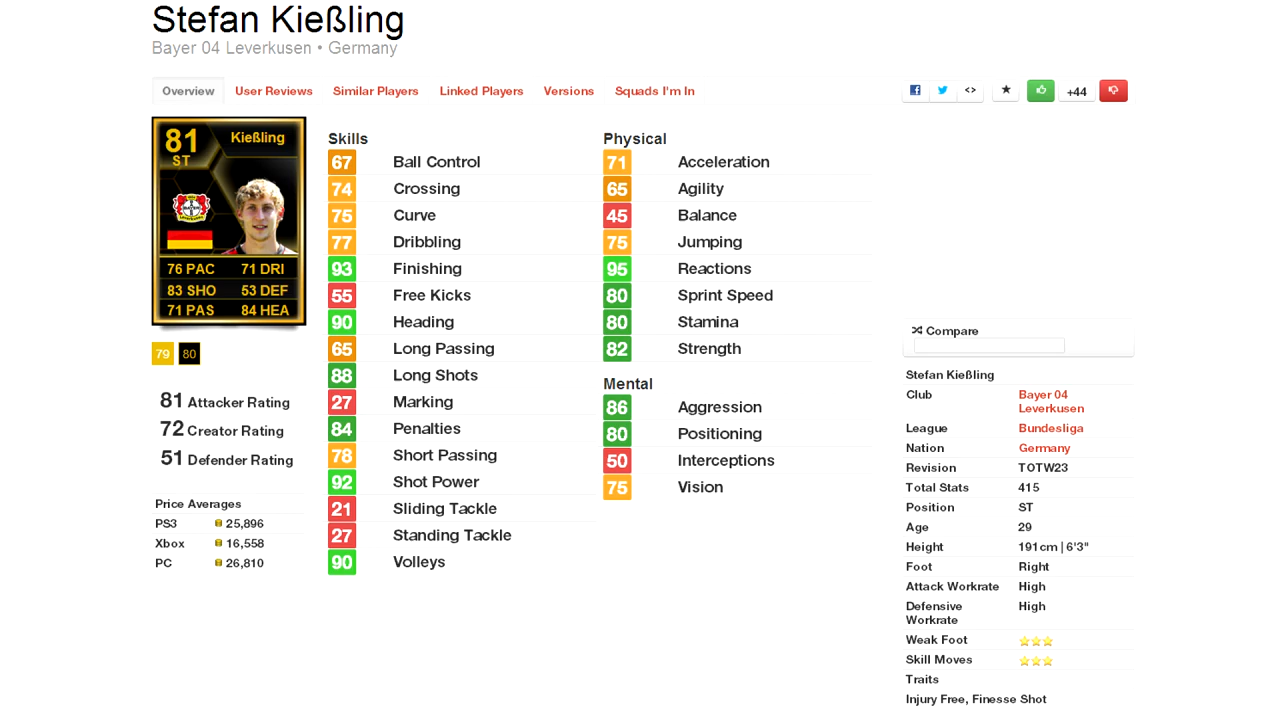 Stefan Kießling
Bayer 04 Leverkusen • Germany
Overview User Reviews Similar Players Linked Players Versions Squads I'm In
+44
81
ST
Kießling
76 PAC 71 DRI
83 SHO 53 DEF
71 PAS 84 HEA
79 80
81 Attacker Rating
72 Creator Rating
51 Defender Rating
Price Averages
PS3 25,896
Xbox 16,558
PC 26,810
Skills
67 Ball Control
74 Crossing
75 Curve
77 Dribbling
93 Finishing
55 Free Kicks
90 Heading
65 Long Passing
88 Long Shots
27 Marking
84 Penalties
78 Short Passing
92 Shot Power
21 Sliding Tackle
27 Standing Tackle
90 Volleys
Physical
71 Acceleration
65 Agility
45 Balance
75 Jumping
95 Reactions
80 Sprint Speed
80 Stamina
82 Strength
Mental
86 Aggression
80 Positioning
50 Interceptions
75 Vision
Compare
Stefan Kießling
Club Bayer 04
Leverkusen
League Bundesliga
Nation Germany
Revision TOTW23
Total Stats 415
Position ST
Age 29
Height 191cm | 6'3"
Foot Right
Attack Workrate High
Defensive High
Workrate
Weak Foot
Skill Moves
Traits
Injury Free, Finesse Shot